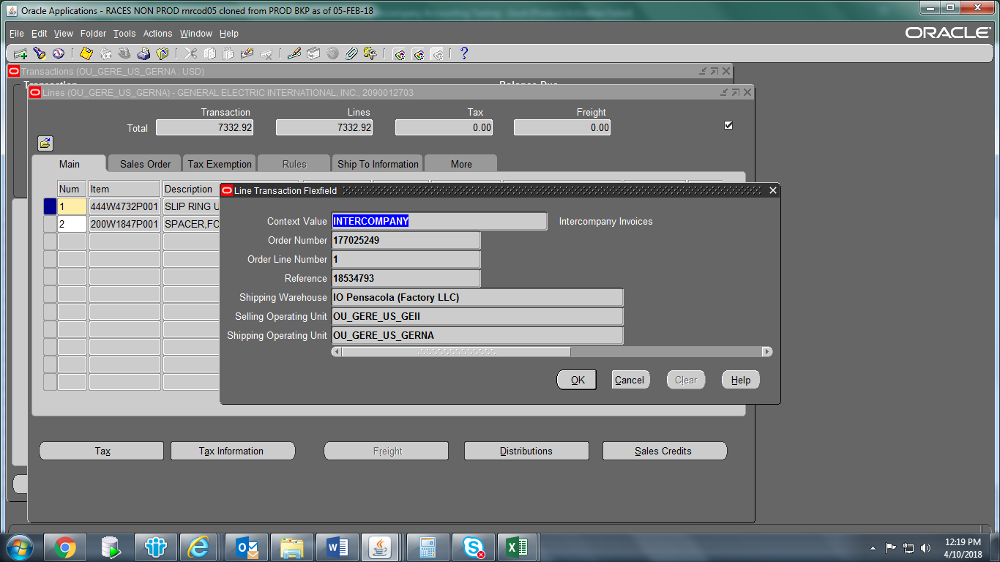 Oracle Applications - RACES NON PROD rnrcod05 cloned from PROD BKP as of 05-FEB-18
File Edit View Folder Tools Actions Window Help
ORACLE
Transactions (OU_GERE_US_GERNA : USD)
Lines (OU_GERE_US_GERNA) - GENERAL ELECTRIC INTERNATIONAL, INC., 2090012703
Transaction Lines Tax Freight
Total 7332.92 7332.92 0.00 0.00
Main Sales Order Tax Exemption Rules Ship To Information More
Num Item Description
1 444W4732P001 SLIP RING U
2 200W1847P001 SPACER,FO
Line Transaction Flexfield
Context Value INTERCOMPANY Intercompany Invoices
Order Number 177025249
Order Line Number 1
Reference 18534793
Shipping Warehouse IO Pensacola (Factory LLC)
Selling Operating Unit OU_GERE_US_GEII
Shipping Operating Unit OU_GERE_US_GERNA
OK Cancel Clear Help
Tax Tax Information Freight Distributions Sales Credits
12:19 PM
4/10/2018